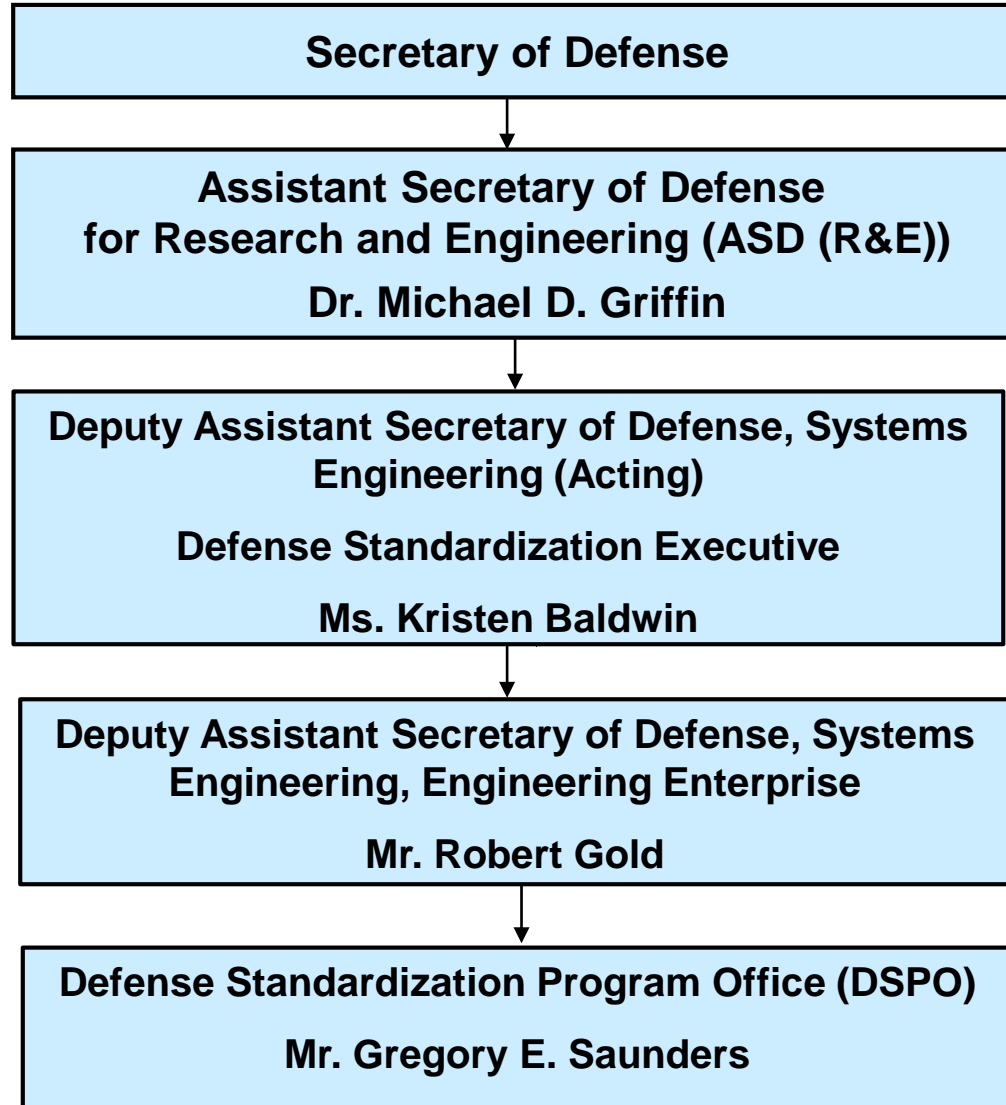 Secretary of Defense
Assistant Secretary of Defense
for Research and Engineering (ASD (R&E))
Dr. Michael D. Griffin
Deputy Assistant Secretary of Defense, Systems
Engineering (Acting)
Defense Standardization Executive
Ms. Kristen Baldwin
Deputy Assistant Secretary of Defense, Systems
Engineering, Engineering Enterprise
Mr. Robert Gold
Defense Standardization Program Office (DSPO)
Mr. Gregory E. Saunders